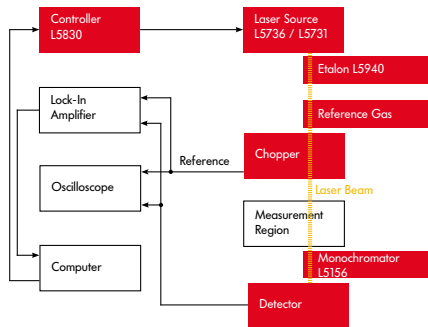 Controller
L5830
Laser Source
L5736 / L5731
Etalon L5940
Lock-In
Amplifier
Reference Gas
Chopper
Reference
Oscilloscope
Laser Beam
Measurement
Region
Computer
Monochromator
L5156
Detector